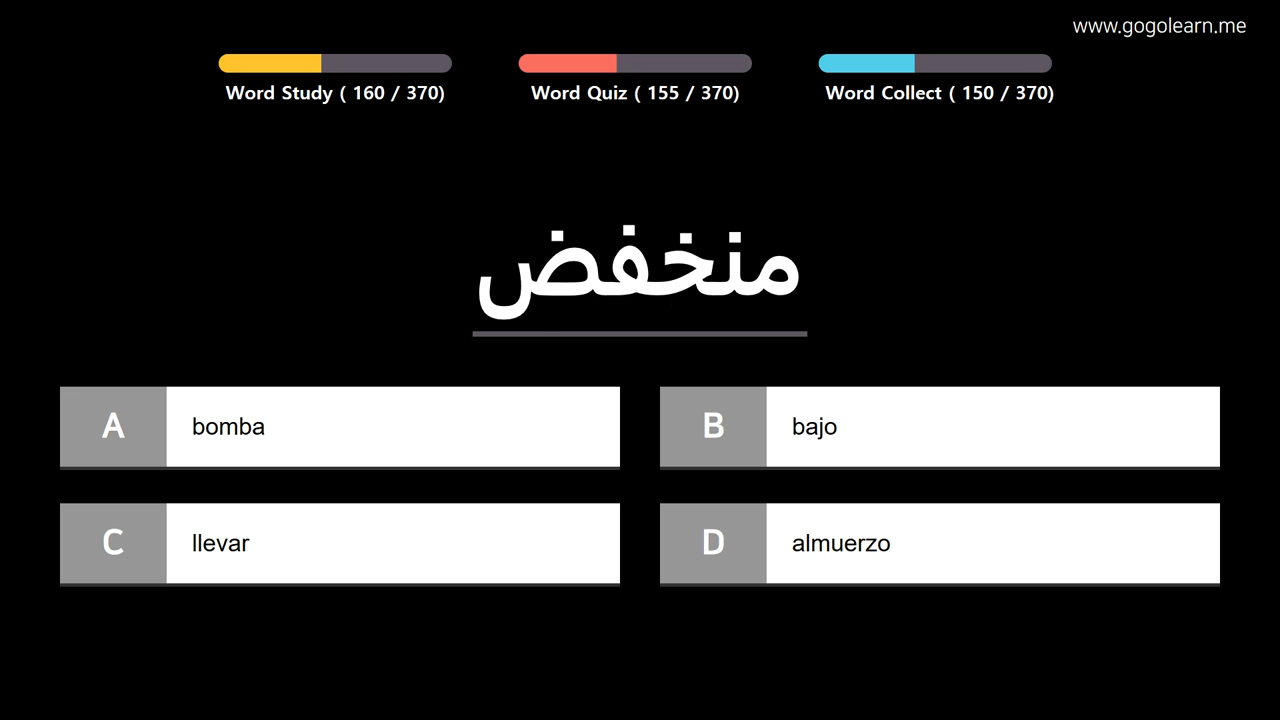 www.gogolearn.me
Word Study ( 160 / 370)
Word Quiz ( 155 / 370)
Word Collect ( 150 / 370)
منخفض
A bomba
B bajo
C llevar
D almuerzo